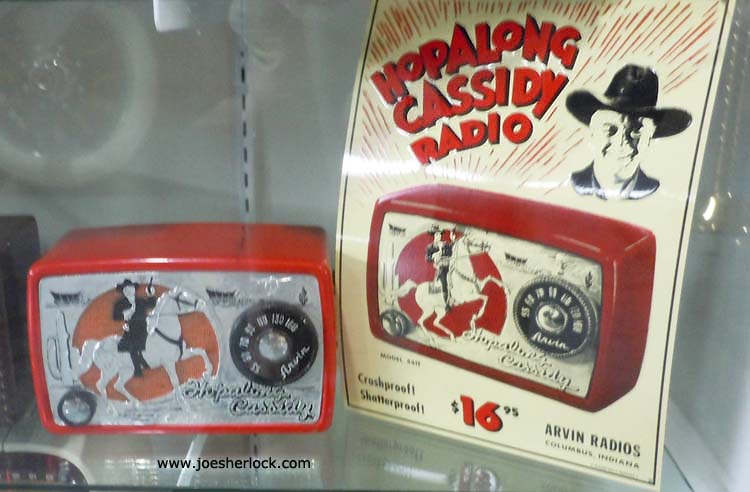 HOPALONG
CASSIDY
RADIO
MODEL 441T
Crashproof!
Shatterproof!
$16.95
ARVIN RADIOS
COLUMBUS, INDIANA
Hopalong
Cassidy
Arvin
Hopalong
Cassidy
Arvin
www.joesherlock.com